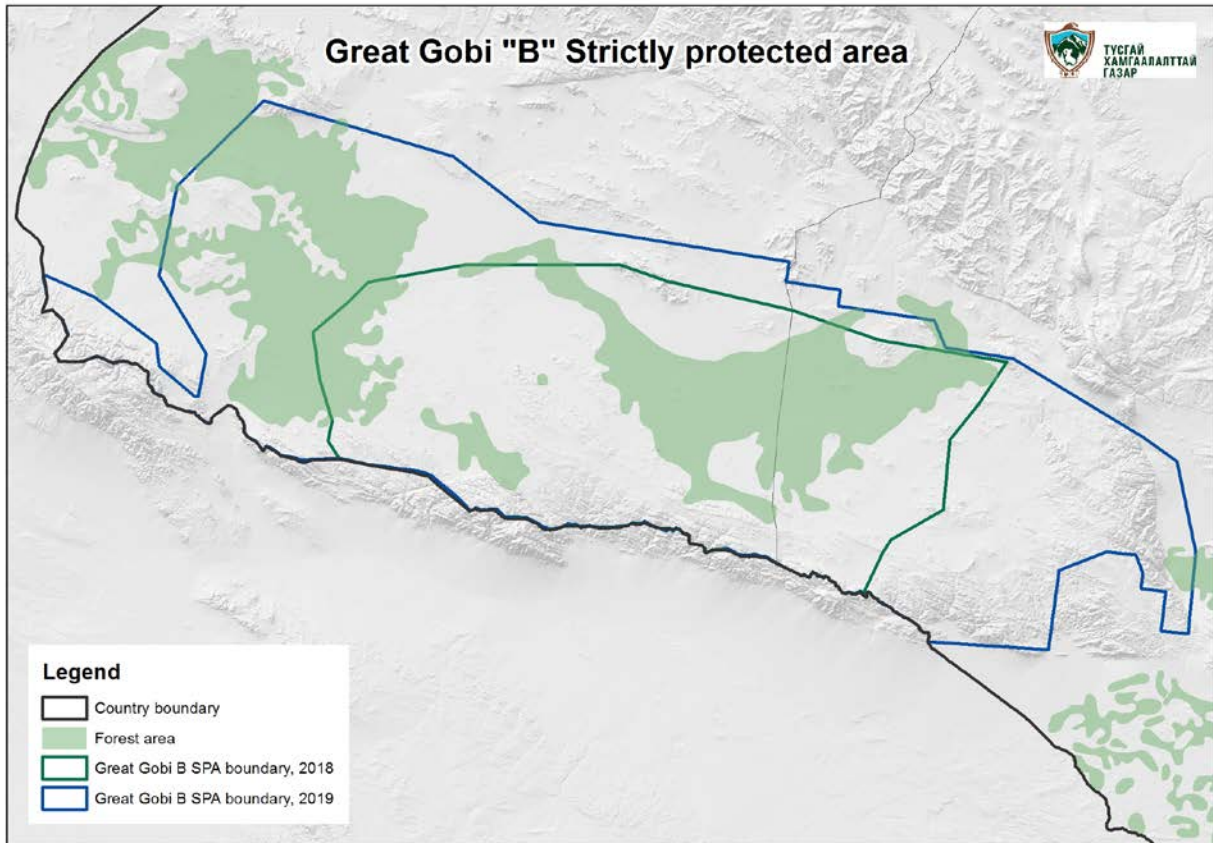 Great Gobi "B" Strictly protected area
ТУСГАЙ
ХАМГААЛАЛТТАЙ
ГАЗАР
Legend
Country boundary
Forest area
Great Gobi B SPA boundary, 2018
Great Gobi B SPA boundary, 2019